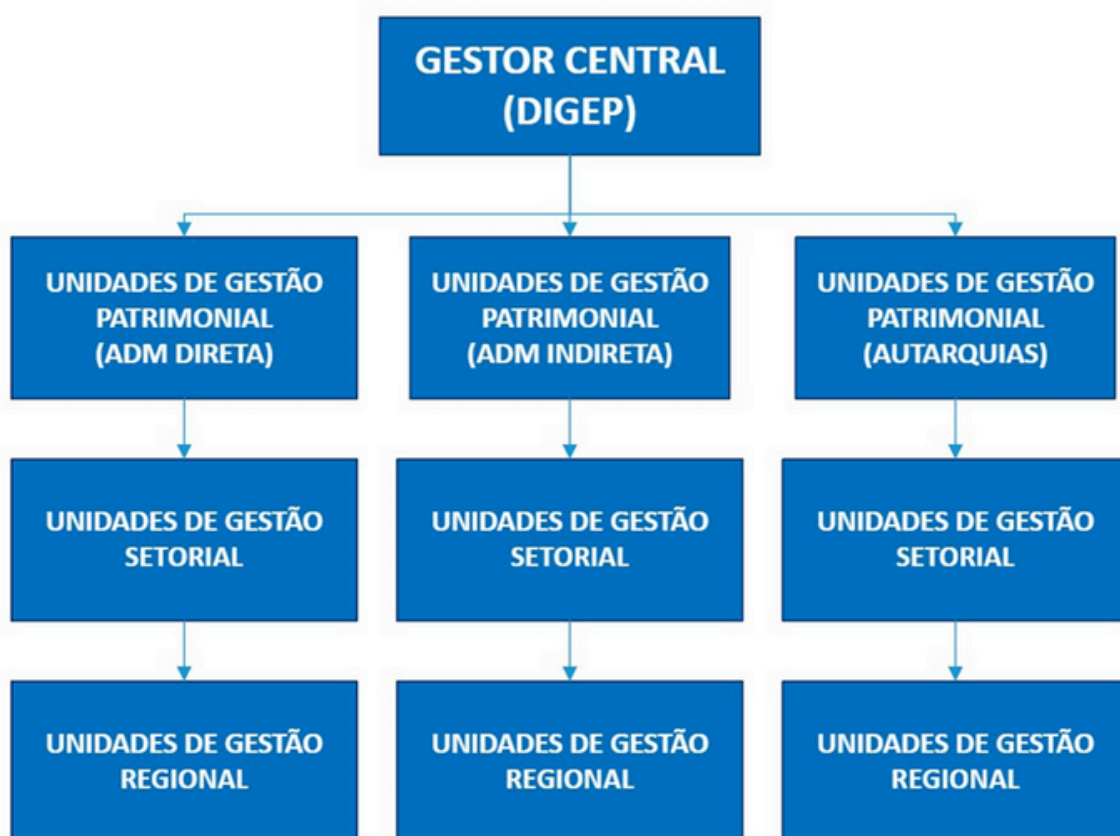 GESTOR CENTRAL
(DIGEP)
UNIDADES DE GESTÃO
PATRIMONIAL
(ADM DIRETA)
UNIDADES DE GESTÃO
PATRIMONIAL
(ADM INDIRETA)
UNIDADES DE GESTÃO
PATRIMONIAL
(AUTARQUIAS)
UNIDADES DE GESTÃO
SETORIAL
UNIDADES DE GESTÃO
SETORIAL
UNIDADES DE GESTÃO
SETORIAL
UNIDADES DE GESTÃO
REGIONAL
UNIDADES DE GESTÃO
REGIONAL
UNIDADES DE GESTÃO
REGIONAL